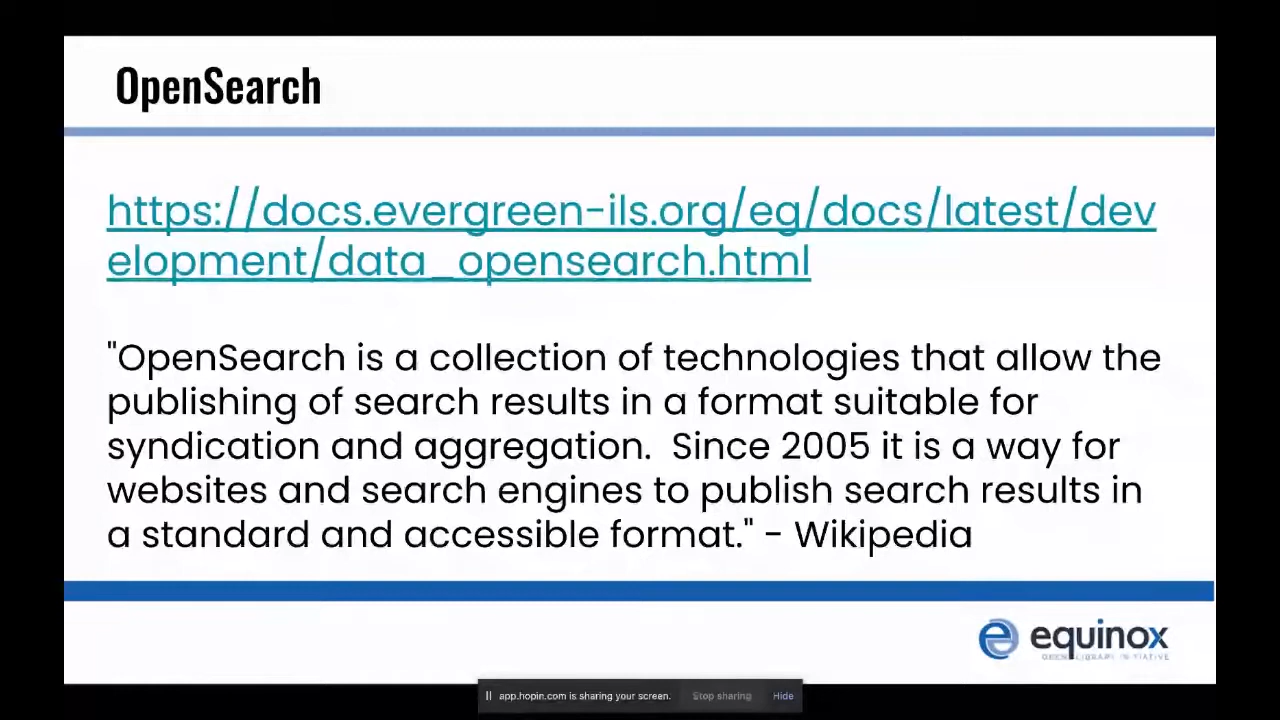 OpenSearch
https://docs.evergreen-ils.org/eg/docs/latest/dev
elopment/data_opensearch.html
"OpenSearch is a collection of technologies that allow the
publishing of search results in a format suitable for
syndication and aggregation.  Since 2005 it is a way for
websites and search engines to publish search results in
a standard and accessible format." - Wikipedia
equinox
OPEN LIBRARY INITIATIVE
app.hopin.com is sharing your screen. Stop sharing Hide